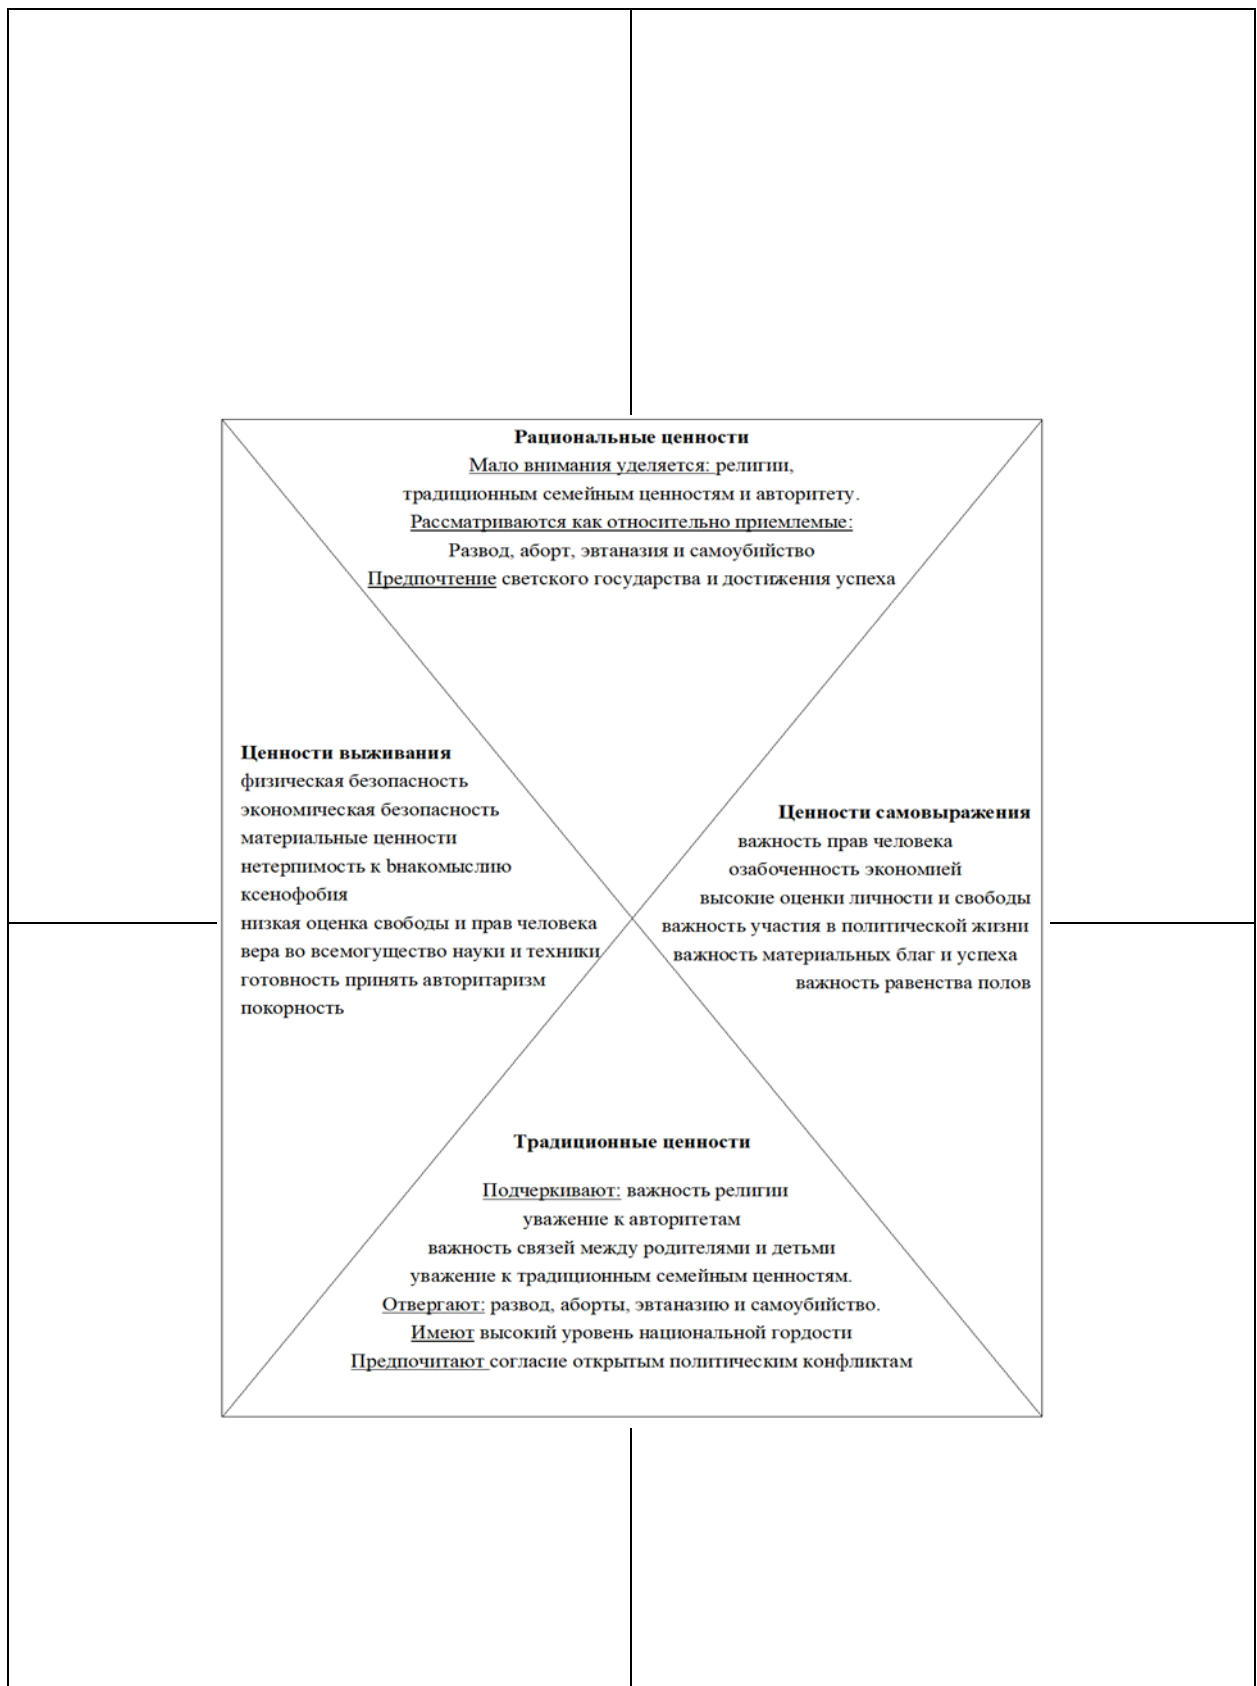 Рациональные ценности
Мало внимания уделяется: религии,
традиционным семейным ценностям и авторитету.
Рассматриваются как относительно приемлемые:
Развод, аборт, эвтаназия и самоубийство
Предпочтение светского государства и достижения успеха
Ценности выживания
физическая безопасность
экономическая безопасность
материальные ценности
нетерпимость к bнакомыслию
ксенофобия
низкая оценка свободы и прав человека
вера во всемогущество науки и техники
готовность принять авторитаризм
покорность
Ценности самовыражения
важность прав человека
озабоченность экономией
высокие оценки личности и свободы
важность участия в политической жизни
важность материальных благ и успеха
важность равенства полов
Традиционные ценности
Подчеркивают: важность религии
уважение к авторитетам
важность связей между родителями и детьми
уважение к традиционным семейным ценностям.
Отвергают: развод, аборты, эвтаназию и самоубийство.
Имеют высокий уровень национальной гордости
Предпочитают согласие открытым политическим конфликтам